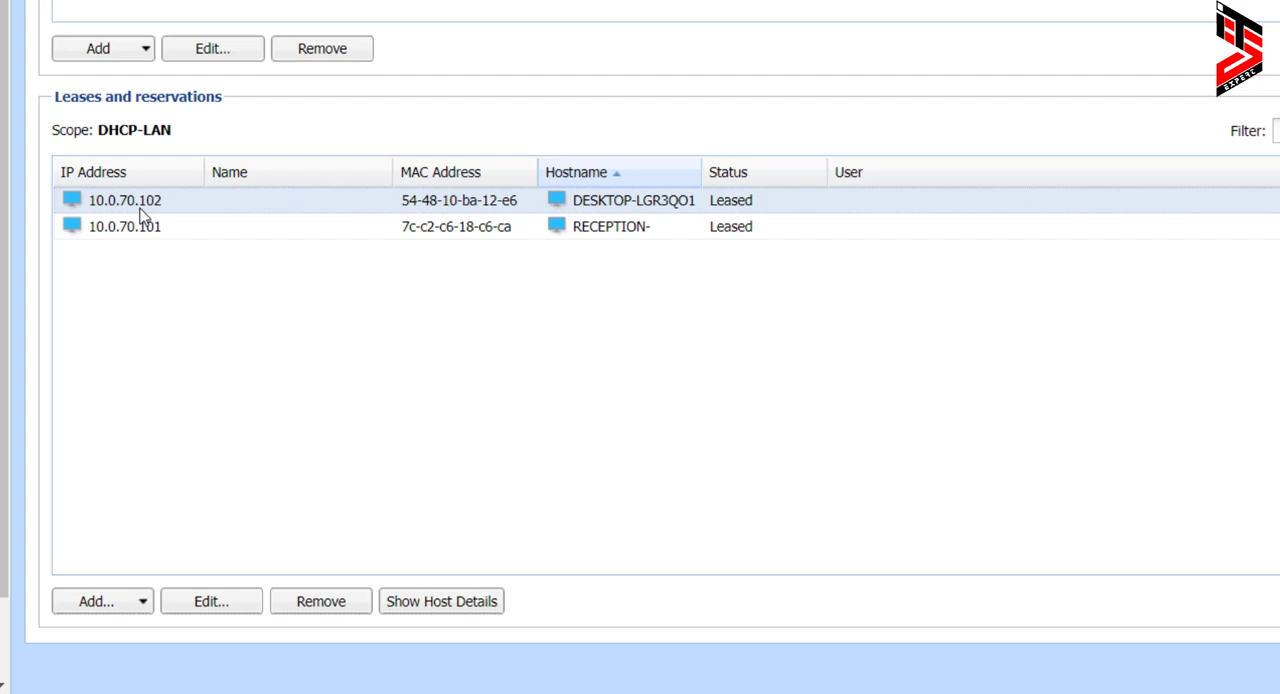 Add Edit... Remove
Leases and reservations
Scope: DHCP-LAN Filter:
IP Address Name MAC Address Hostname Status User
10.0.70.102 54-48-10-ba-12-e6 DESKTOP-LGR3QO1 Leased
10.0.70.101 7c-c2-c6-18-c6-ca RECEPTION- Leased
Add... Edit... Remove Show Host Details
EXPERT